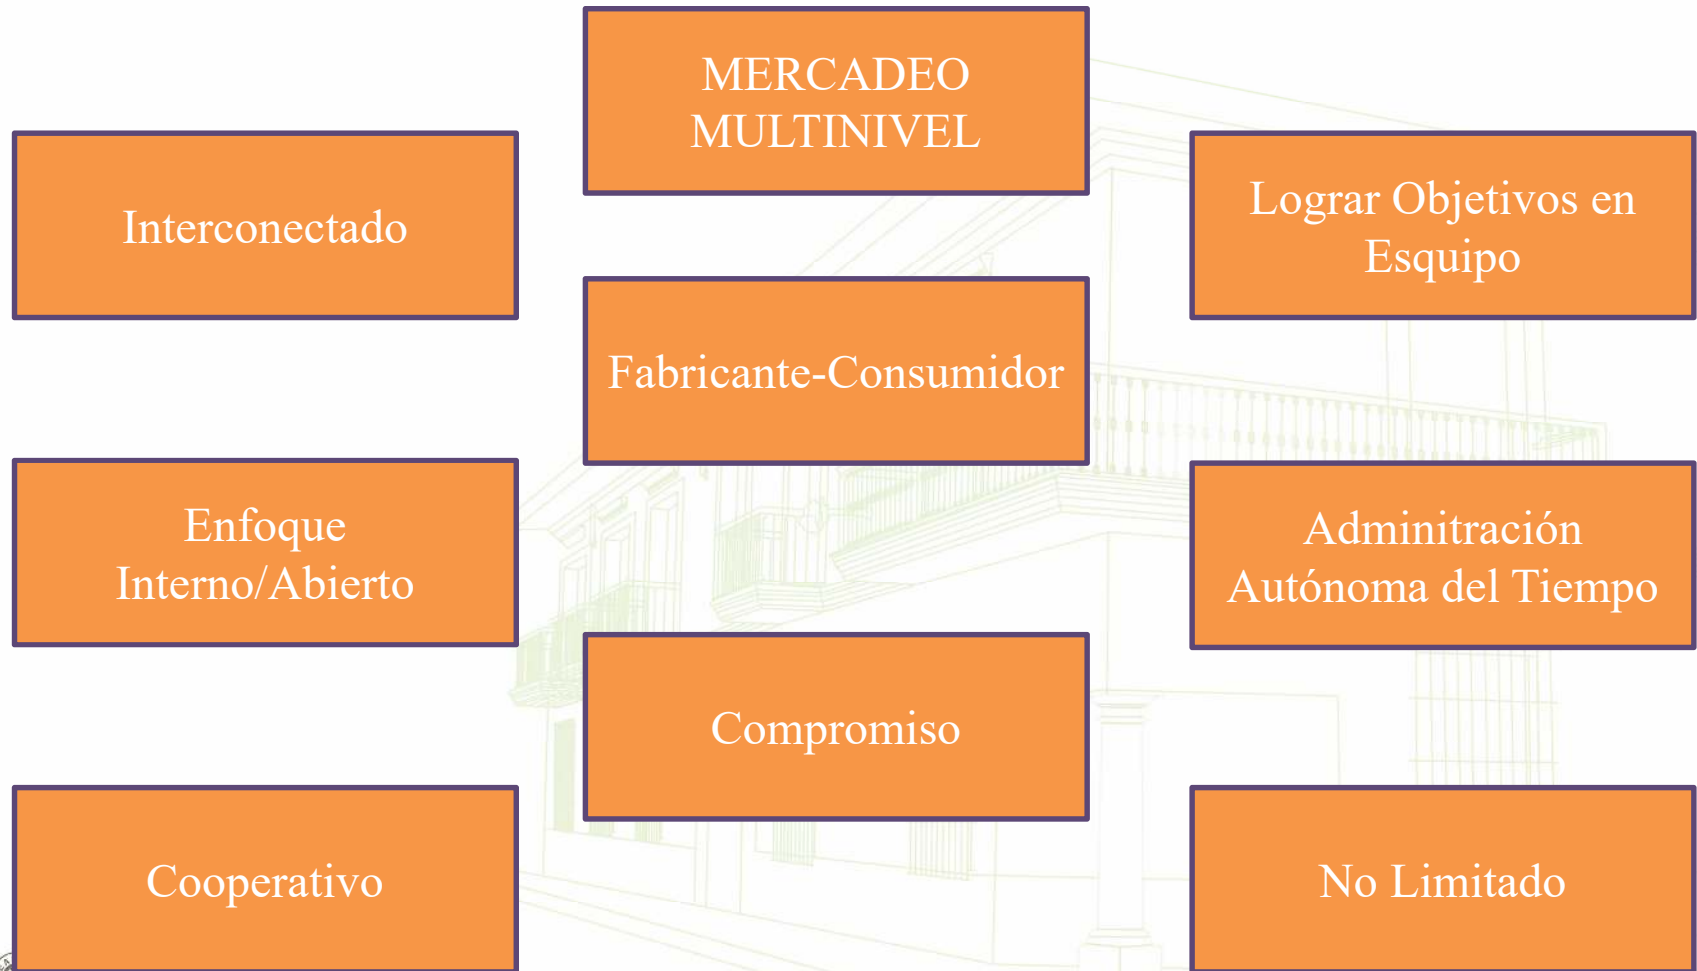 MERCADEO
MULTINIVEL
Interconectado
Lograr Objetivos en
Esquipo
Fabricante-Consumidor
Enfoque
Interno/Abierto
Adminitración
Autónoma del Tiempo
Compromiso
Cooperativo
No Limitado